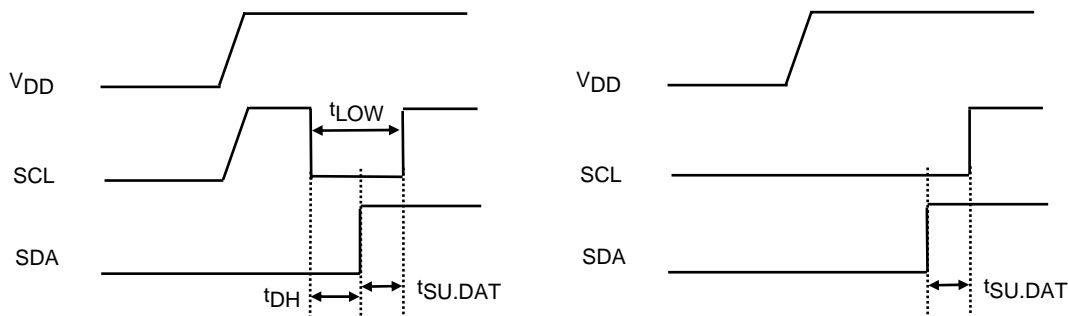 VDD
tLOW
SCL
SDA
tDH
tSU.DAT
VDD
SCL
SDA
tSU.DAT